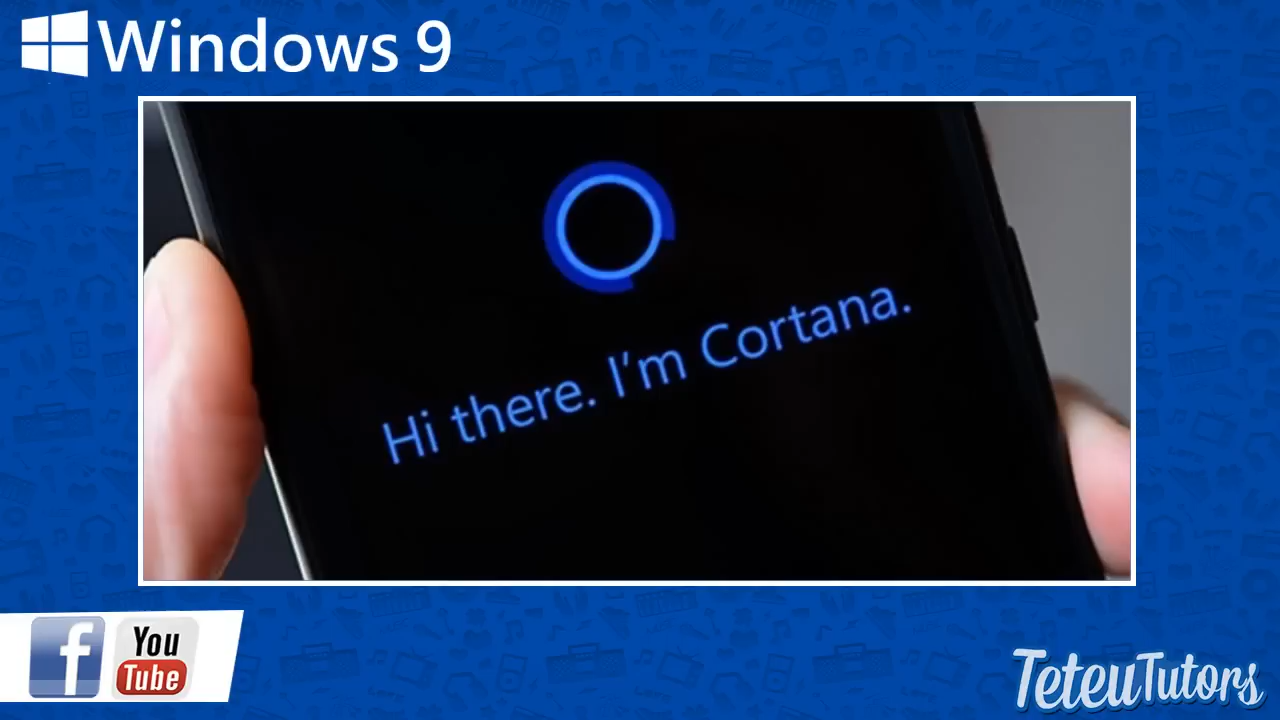 Windows 9
Hi there. I'm Cortana.
f
You
Tube
TeteuTutors